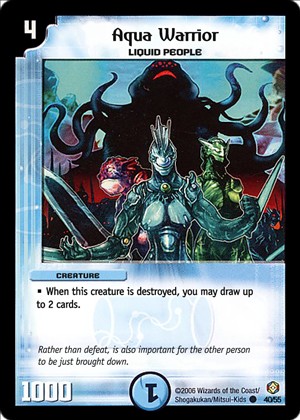 4
Aqua Warrior
LIQUID PEOPLE
CREATURE
▪ When this creature is destroyed, you may draw up
to 2 cards.
Rather than defeat, is also important for the other person
to be just brought down.
1000
1
©2006 Wizards of the Coast/
Shogakukan/Mitsui-Kids
40/55